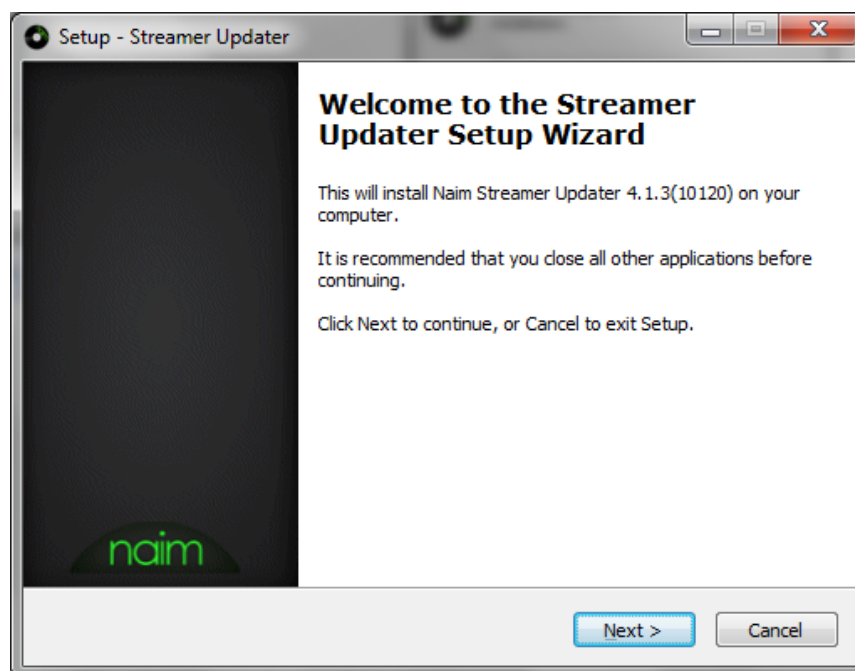 Setup - Streamer Updater
Welcome to the Streamer
Updater Setup Wizard
This will install Naim Streamer Updater 4.1.3(10120) on your
computer.
It is recommended that you close all other applications before
continuing.
Click Next to continue, or Cancel to exit Setup.
naim
Next >
Cancel